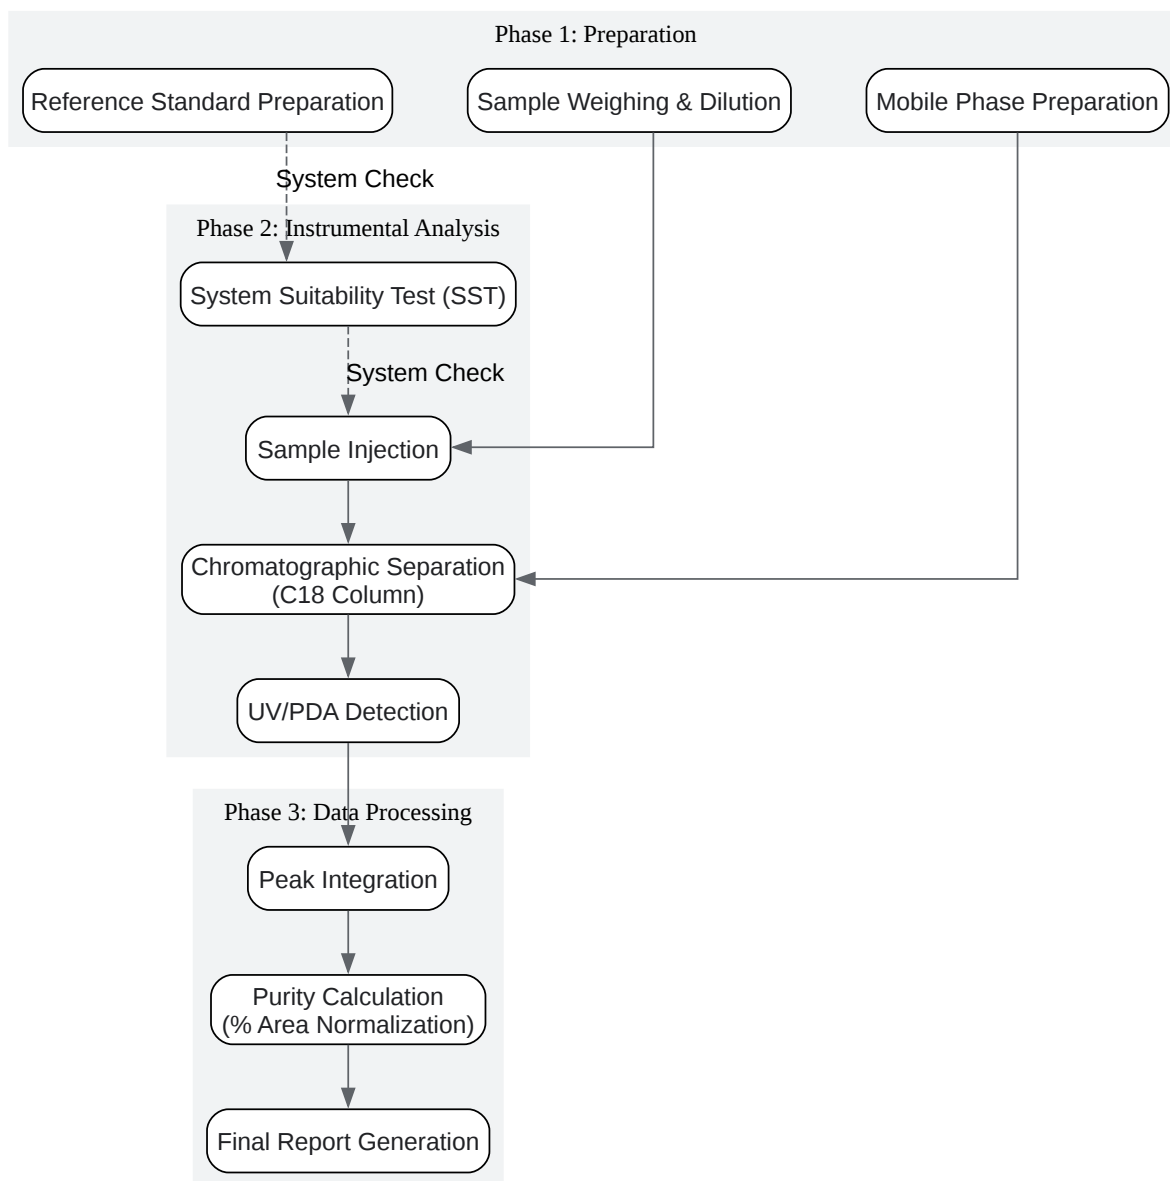 Phase 1: Preparation
Reference Standard Preparation
Sample Weighing & Dilution
Mobile Phase Preparation
System Check
Phase 2: Instrumental Analysis
System Suitability Test (SST)
System Check
Sample Injection
Chromatographic Separation
(C18 Column)
UV/PDA Detection
Phase 3: Data Processing
Peak Integration
Purity Calculation
(% Area Normalization)
Final Report Generation